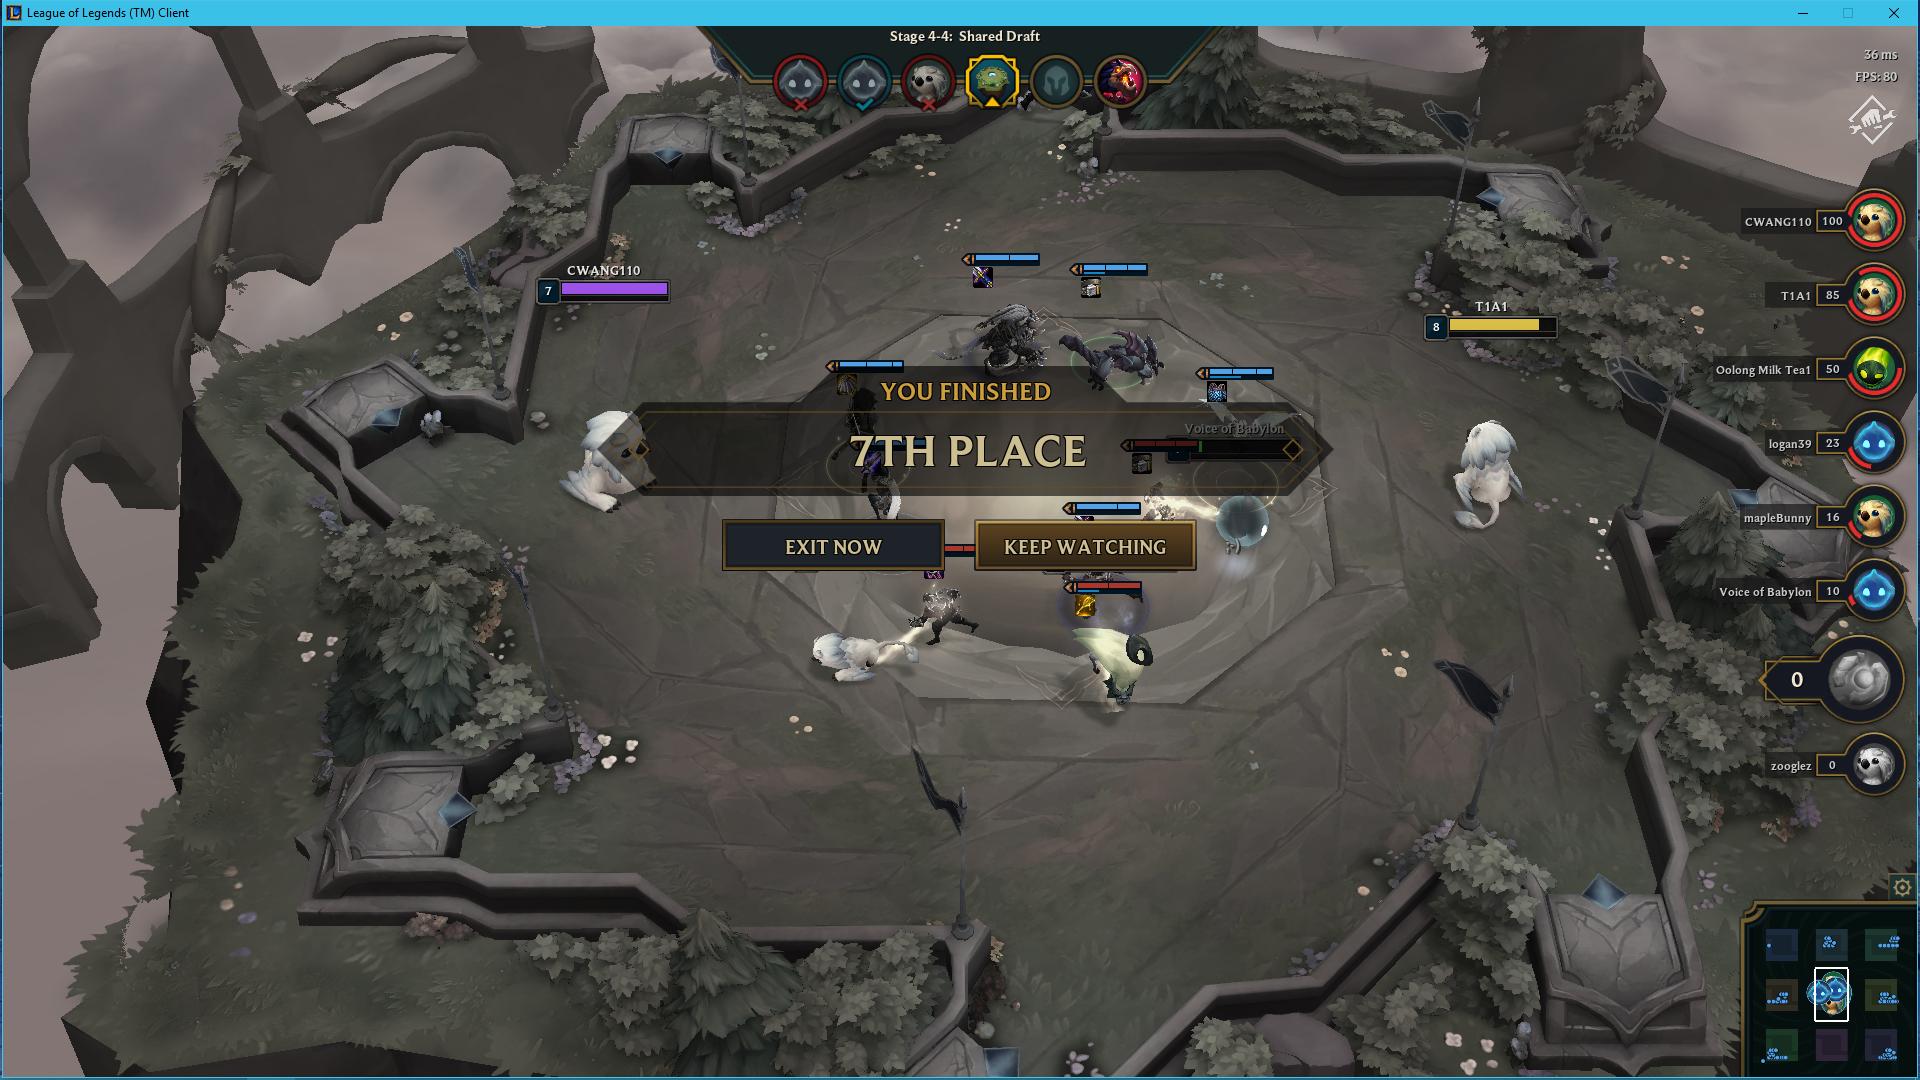 League of Legends (TM) Client
Stage 4-4: Shared Draft
36 ms
FPS: 80
CWANG110 100
T1A1 85
Oolong Milk Tea1 50
logan39 23
mapleBunny 16
Voice of Babylon 10
0
zooglez 0
CWANG110
7
T1A1
8
YOU FINISHED
7TH PLACE
Voice of Babylon
EXIT NOW
KEEP WATCHING